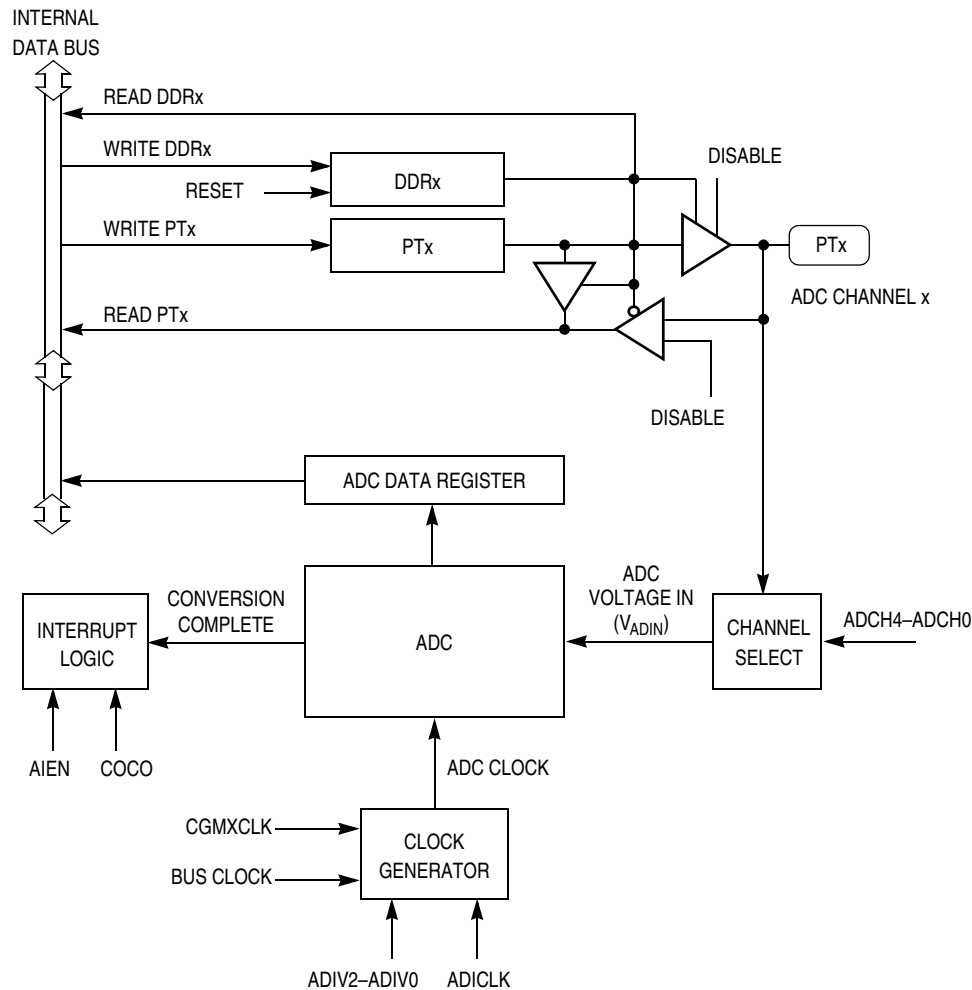 INTERNAL
DATA BUS
READ DDRx
WRITE DDRx
DISABLE
RESET
DDRx
WRITE PTx
PTx
PTx
ADC CHANNEL x
READ PTx
DISABLE
ADC DATA REGISTER
INTERRUPT
LOGIC
CONVERSION
COMPLETE
ADC
ADC
VOLTAGE IN
(VADIN)
CHANNEL
SELECT
ADCH4–ADCH0
AIEN
COCO
ADC CLOCK
CGMXCLK
BUS CLOCK
CLOCK
GENERATOR
ADIV2–ADIV0
ADICLK